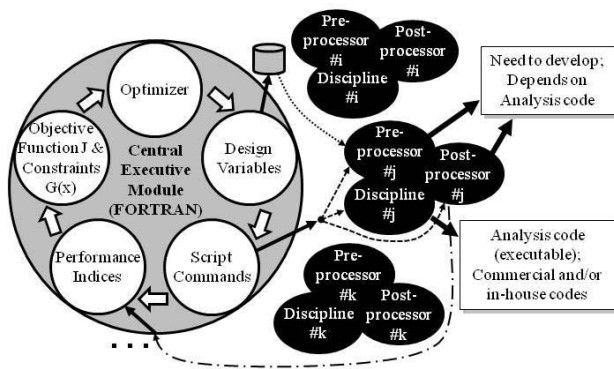 Optimizer
Design
Variables
Script
Commands
Performance
Indices
Objective
Function J &
Constraints
G(x)
Central
Executive
Module
(FORTRAN)
Pre-
processor
#i
Post-
processor
#i
Discipline
#i
Pre-
processor
#j
Post-
processor
#j
Discipline
#j
Pre-
processor
#k
Discipline
#k
Post-
processor
#k
Need to develop;
Depends on
Analysis code
Analysis code
(executable);
Commercial and/or
in-house codes
. . .